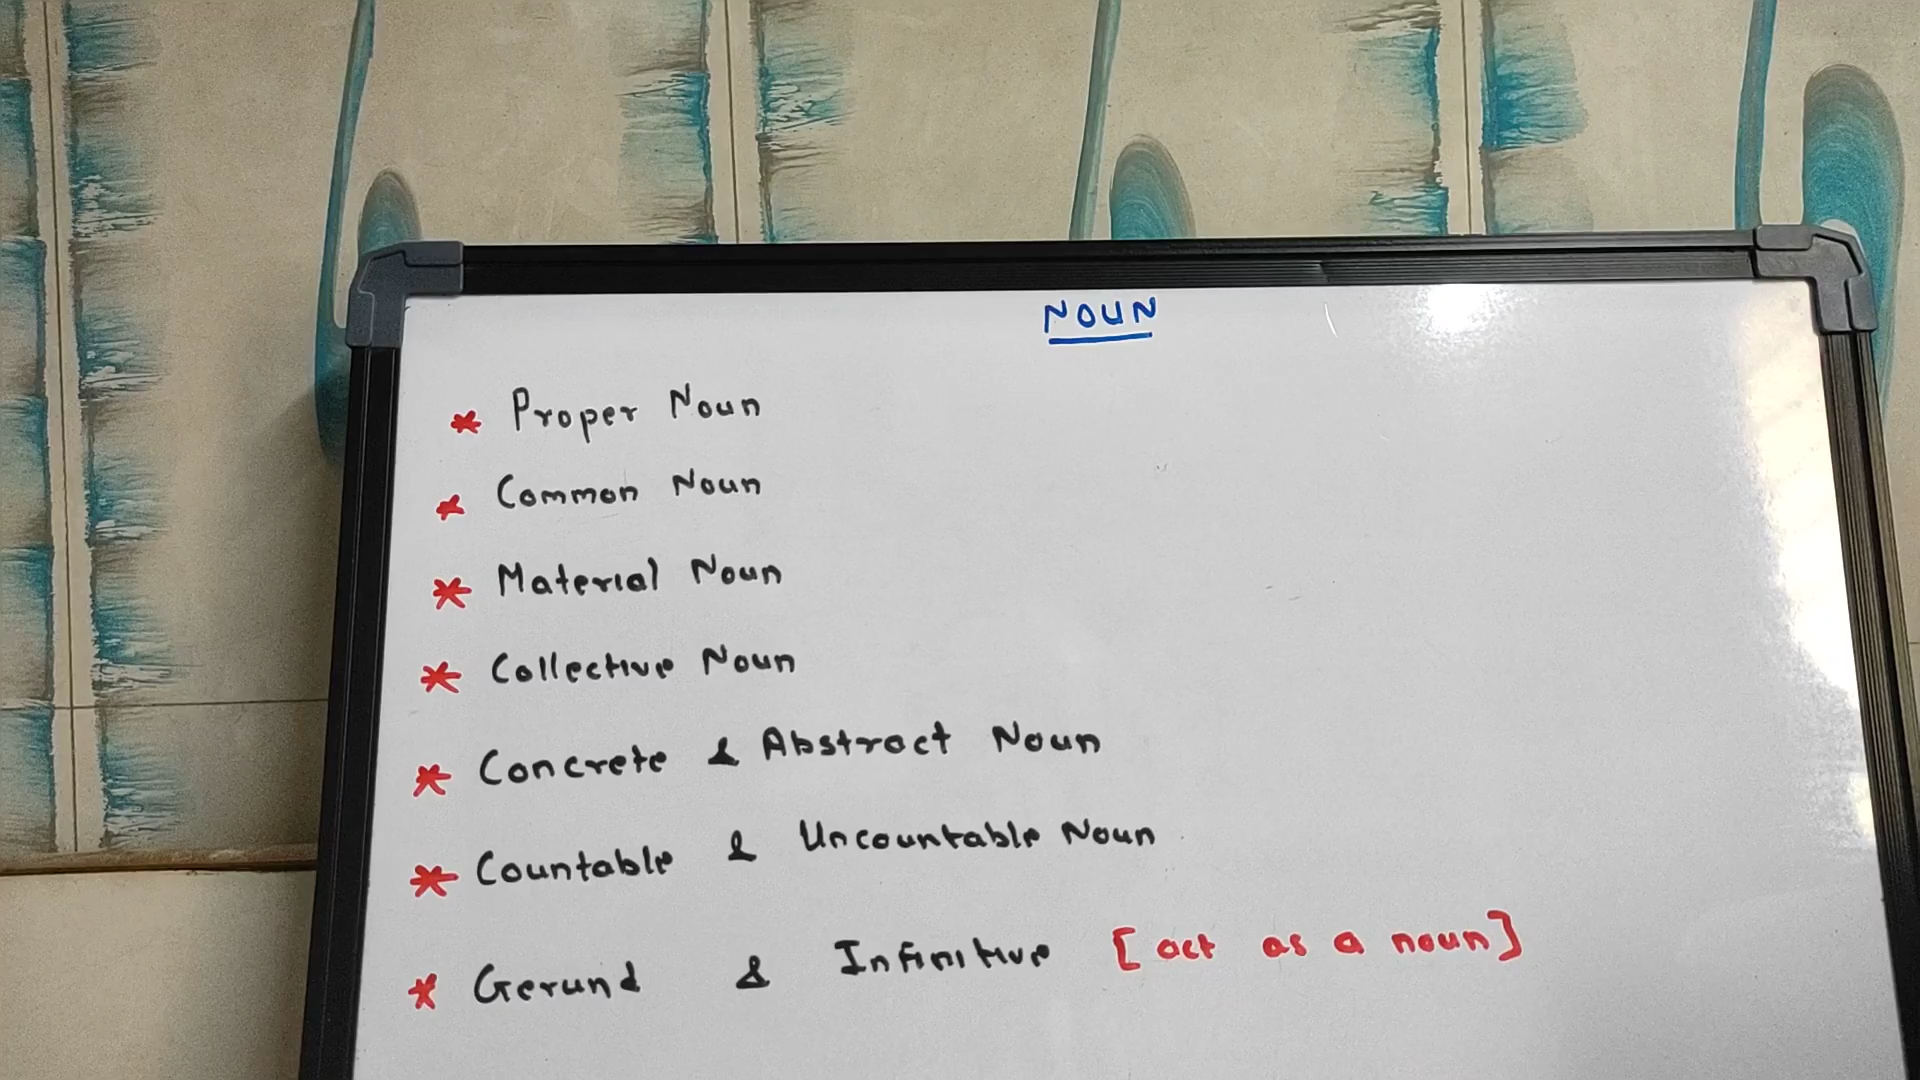 NOUN
* Proper Noun
* Common Noun
* Material Noun
* Collective Noun
* Concrete & Abstract Noun
* Countable & Uncountable Noun
* Gerund & Infinitive [act as a noun]